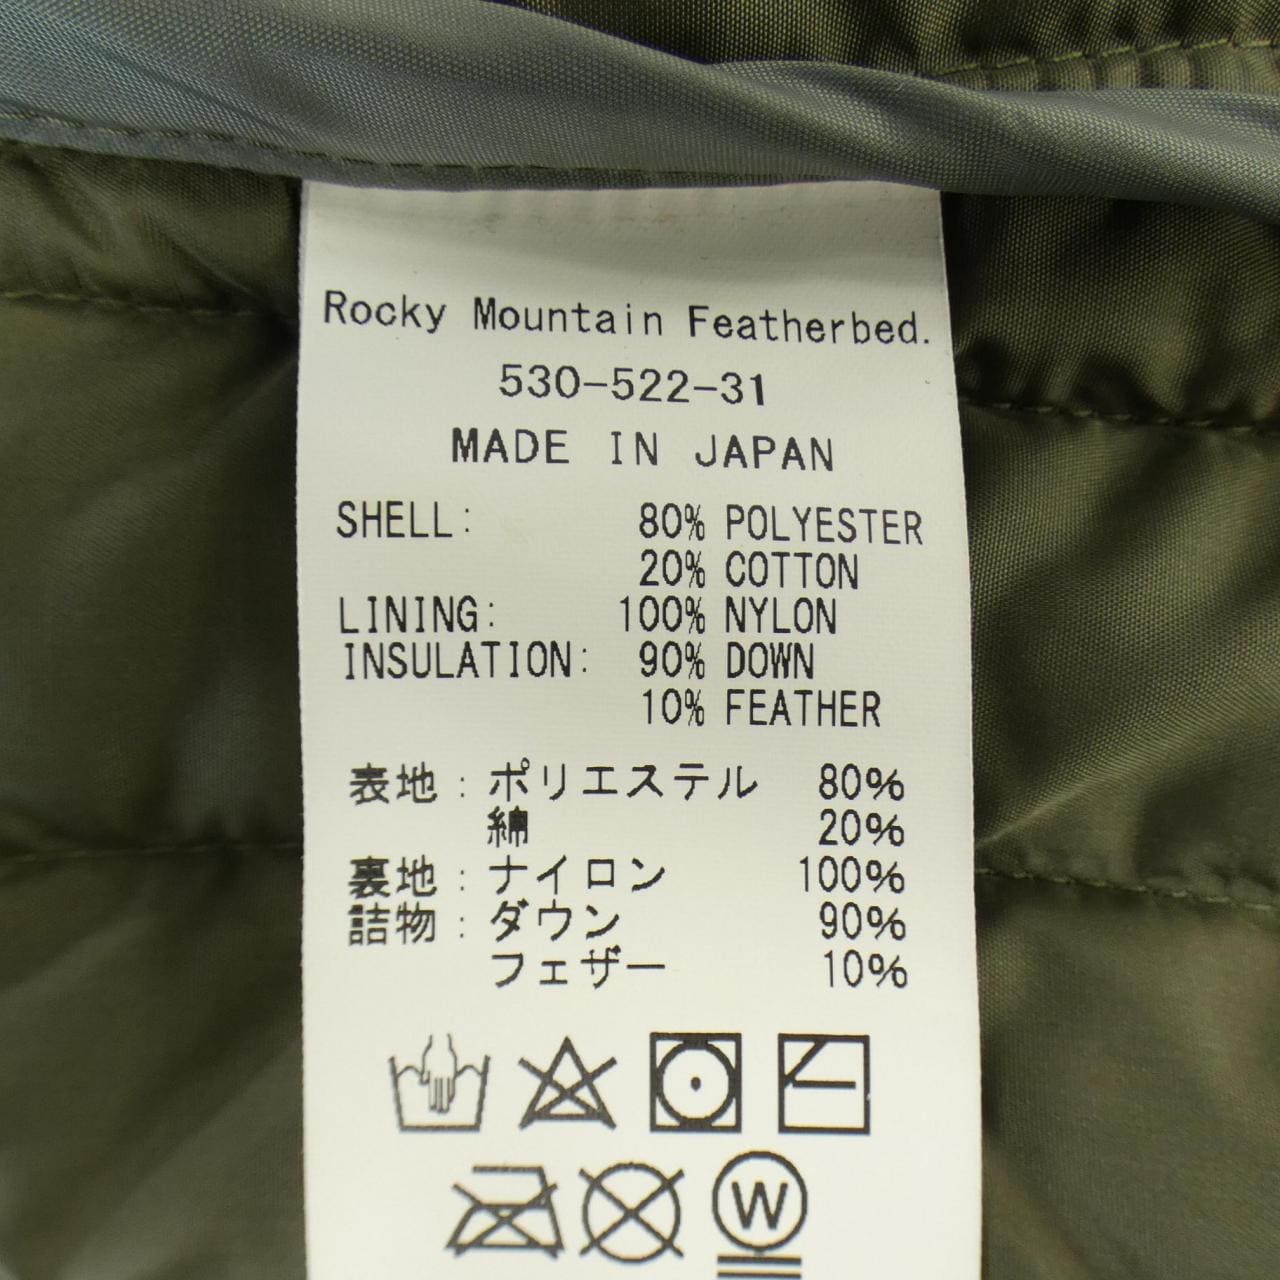 Rocky Mountain Featherbed.
530-522-31
MADE IN JAPAN
SHELL: 80% POLYESTER
20% COTTON
LINING: 100% NYLON
INSULATION: 90% DOWN
10% FEATHER
表地:ポリエステル 80%
綿 20%
裏地:ナイロン 100%
詰物:ダウン 90%
フェザー 10%
W